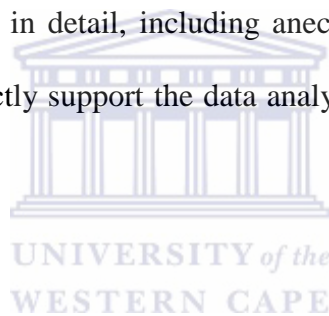 in detail, including anec
ctly support the data analy
UNIVERSITY of the
WESTERN CAPE